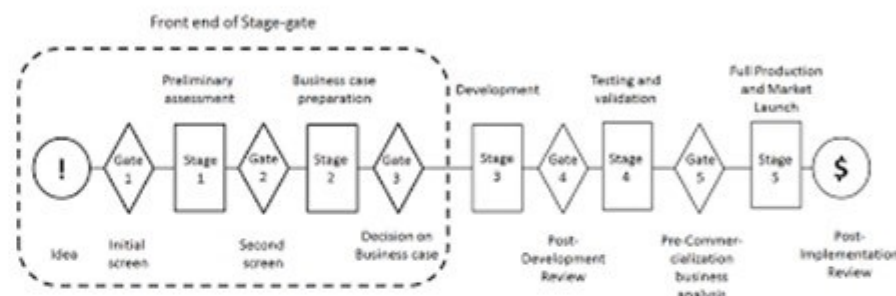 Front end of Stage-gate
Preliminary
assessment
Business case
preparation
Development
Testing and
validation
Full Production
and Market
Launch
!
Gate
1
Stage
1
Gate
2
Stage
2
Gate
3
Stage
3
Gate
4
Stage
4
Gate
5
Stage
5
$
Idea
Initial
screen
Second
screen
Decision on
Business case
Post-
Development
Review
Pre-Commer-
cialization
business
analysis
Post-
Implementation
Review